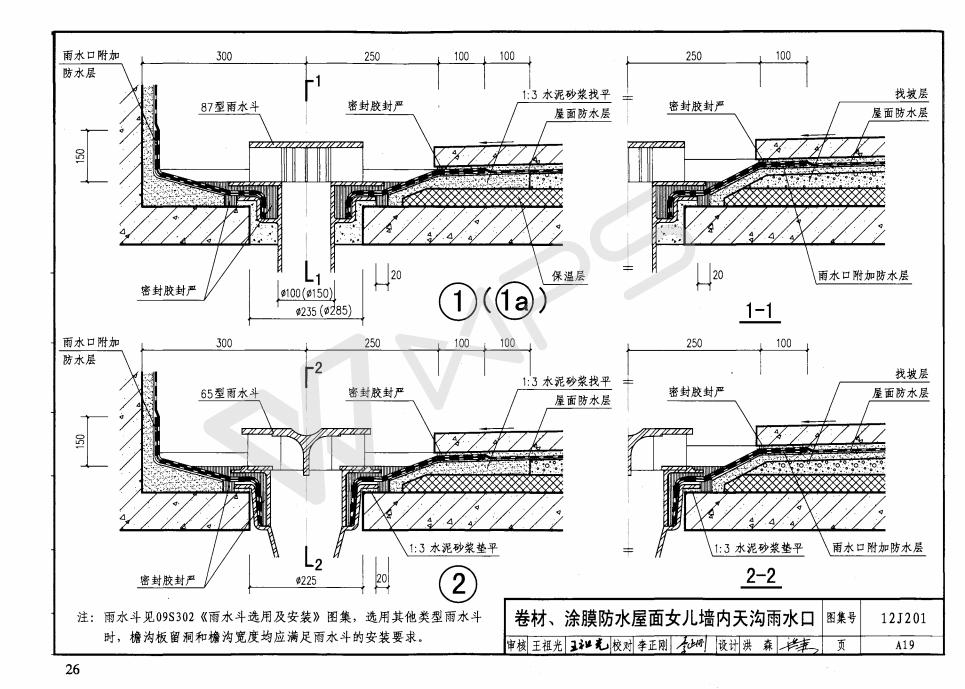 雨水口附加
防水层
300
250
100
100
1
87型雨水斗
密封胶封严
1:3 水泥砂浆找平
屋面防水层
150
密封胶封严
1
20
保温层
ø100(ø150)
ø235(ø285)
1
(1a)
250
100
密封胶封严
找坡层
屋面防水层
20
雨水口附加防水层
1-1
雨水口附加
防水层
300
250
100
100
2
65型雨水斗
密封胶封严
1:3 水泥砂浆找平
屋面防水层
150
密封胶封严
2
1:3 水泥砂浆垫平
ø225
20
2
250
100
密封胶封严
找坡层
屋面防水层
1:3 水泥砂浆垫平
雨水口附加防水层
2-2
WPS
注: 雨水斗见09S302《雨水斗选用及安装》图集，选用其他类型雨水斗
时，檐沟板留洞和檐沟宽度均应满足雨水斗的安装要求。
卷材、涂膜防水屋面女儿墙内天沟雨水口 图集号 12J201
审核 王祖光 王祖光 校对 李正刚 设计 洪 森 页 A19
26